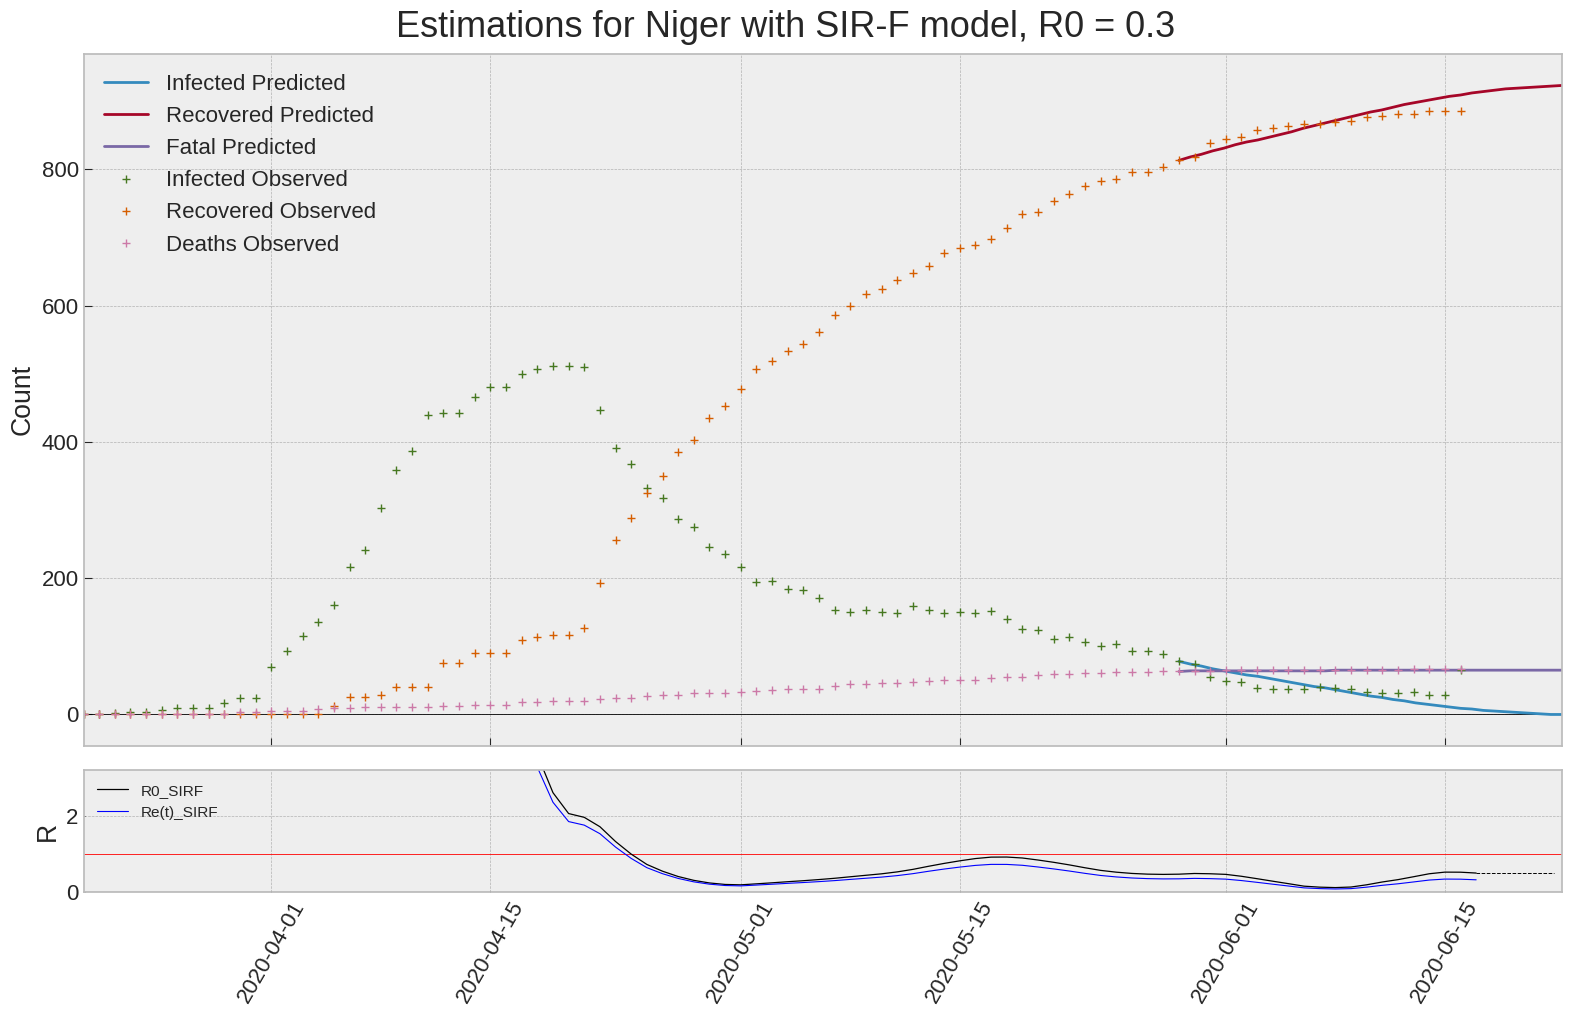 Estimations for Niger with SIR-F model, R0 = 0.3
Infected Predicted
Recovered Predicted
Fatal Predicted
Infected Observed
Recovered Observed
Deaths Observed
Count
800
600
400
200
0
R0_SIRF
Re(t)_SIRF
R
2
0
2020-04-01
2020-04-15
2020-05-01
2020-05-15
2020-06-01
2020-06-15